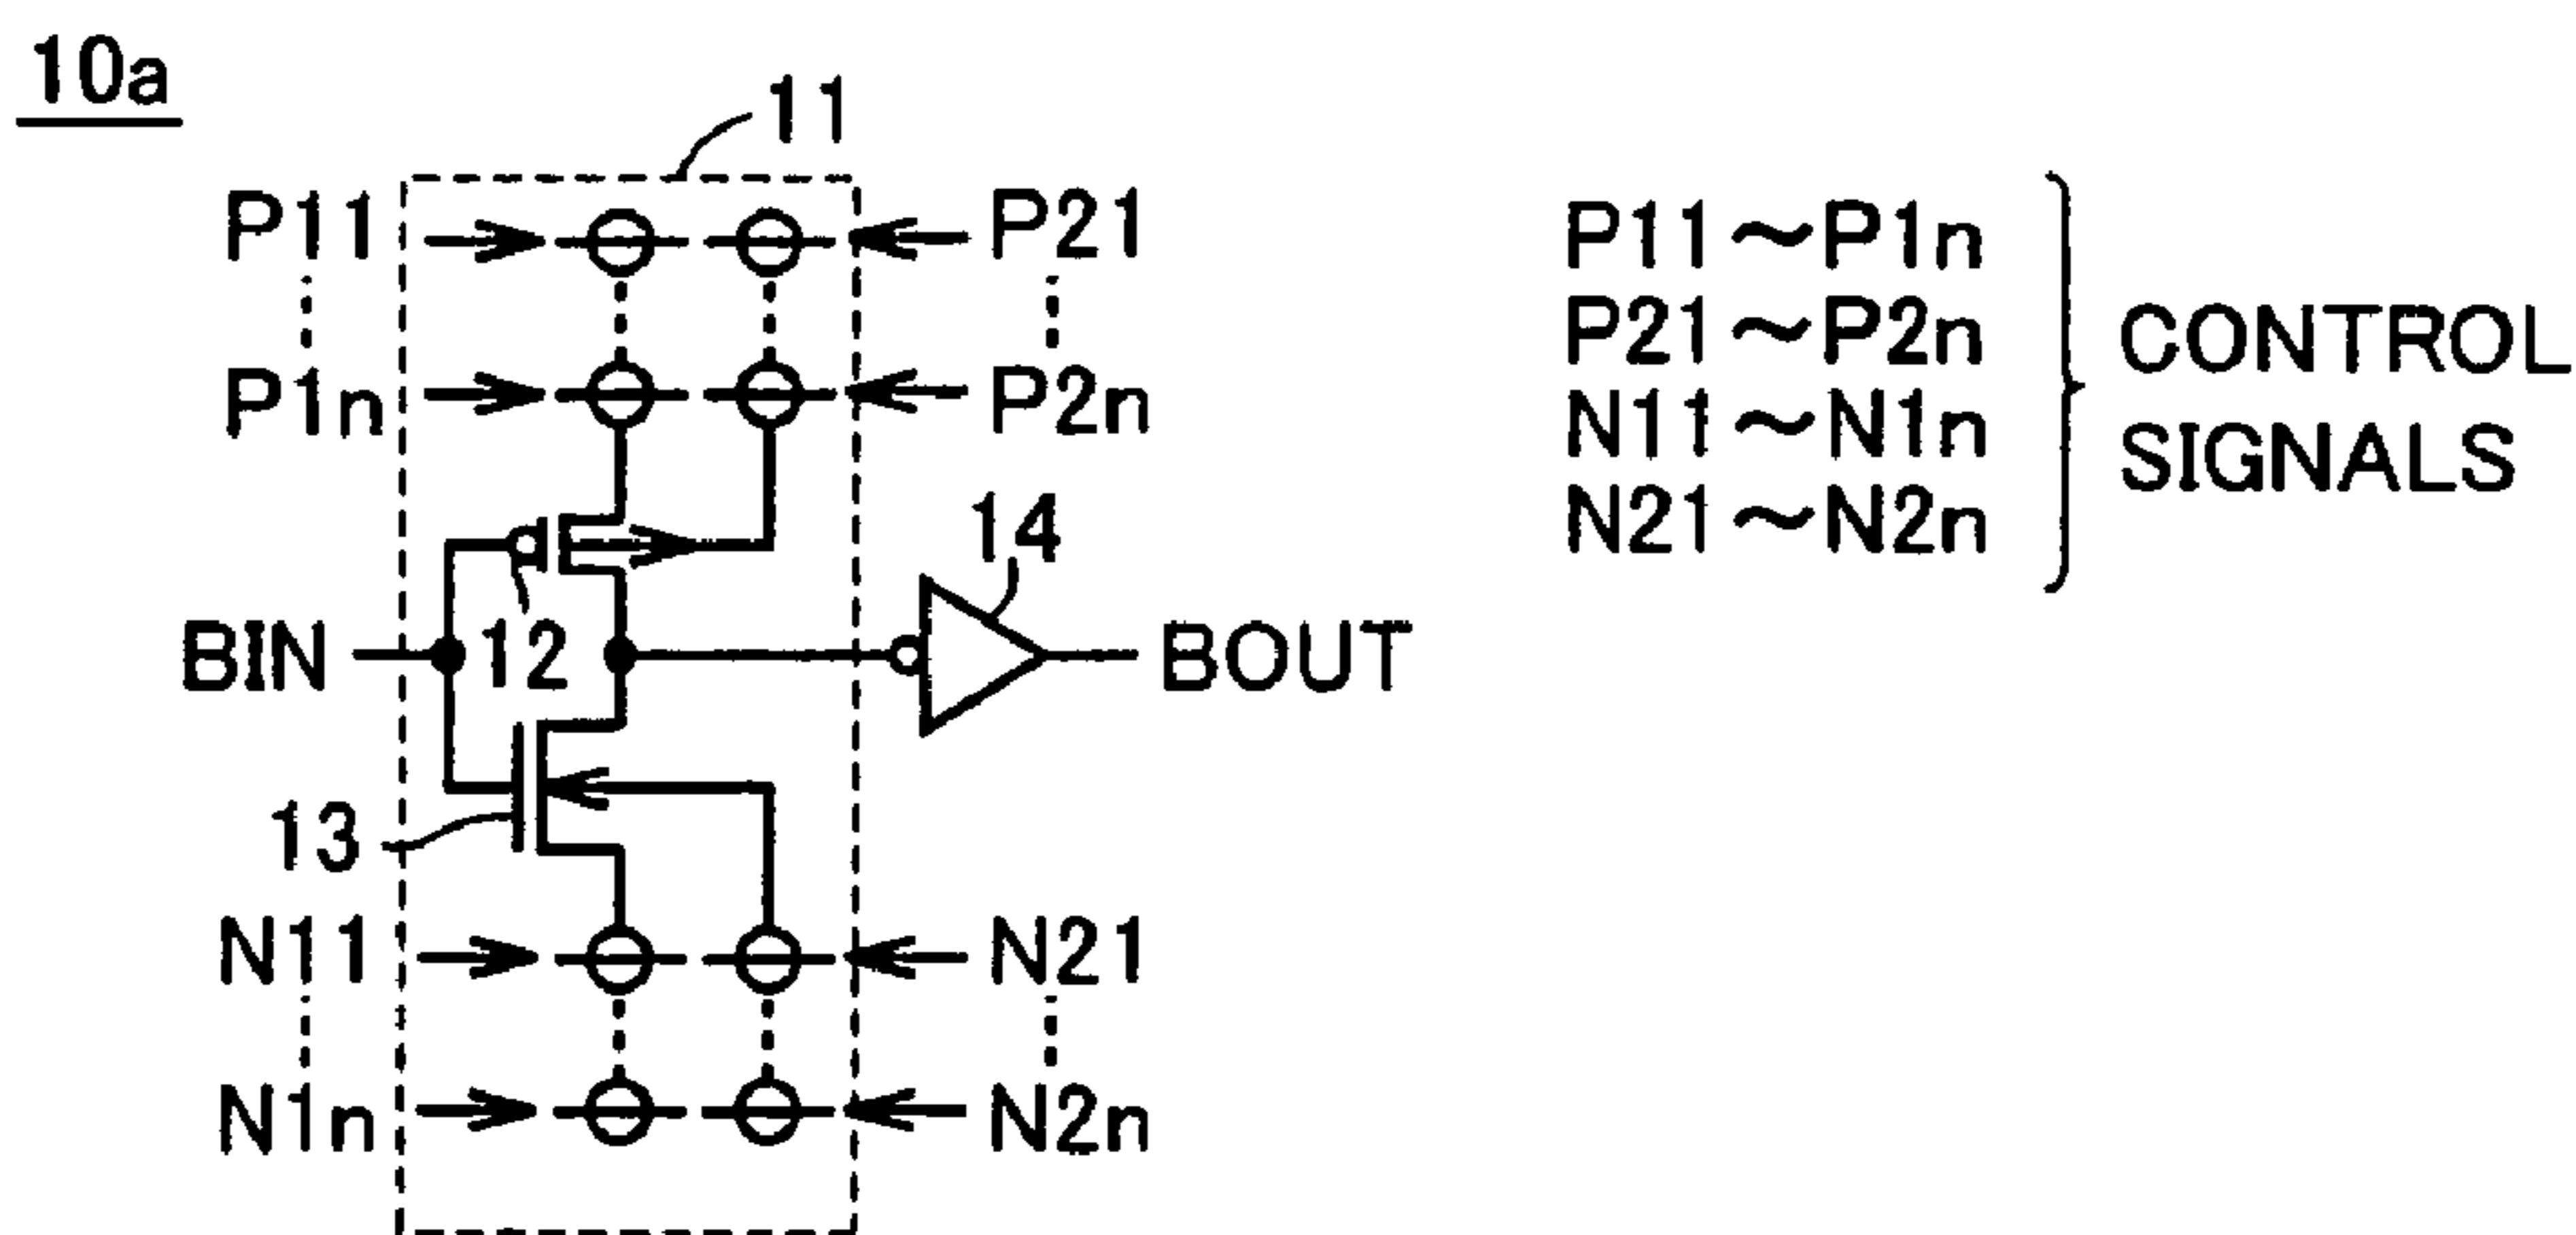 10a
11
P11
P21
P1n
P2n
12
14
BIN
BOUT
13
N11
N21
N1n
N2n
P11～P1n
P21～P2n
N11～N1n
N21～N2n
CONTROL
SIGNALS